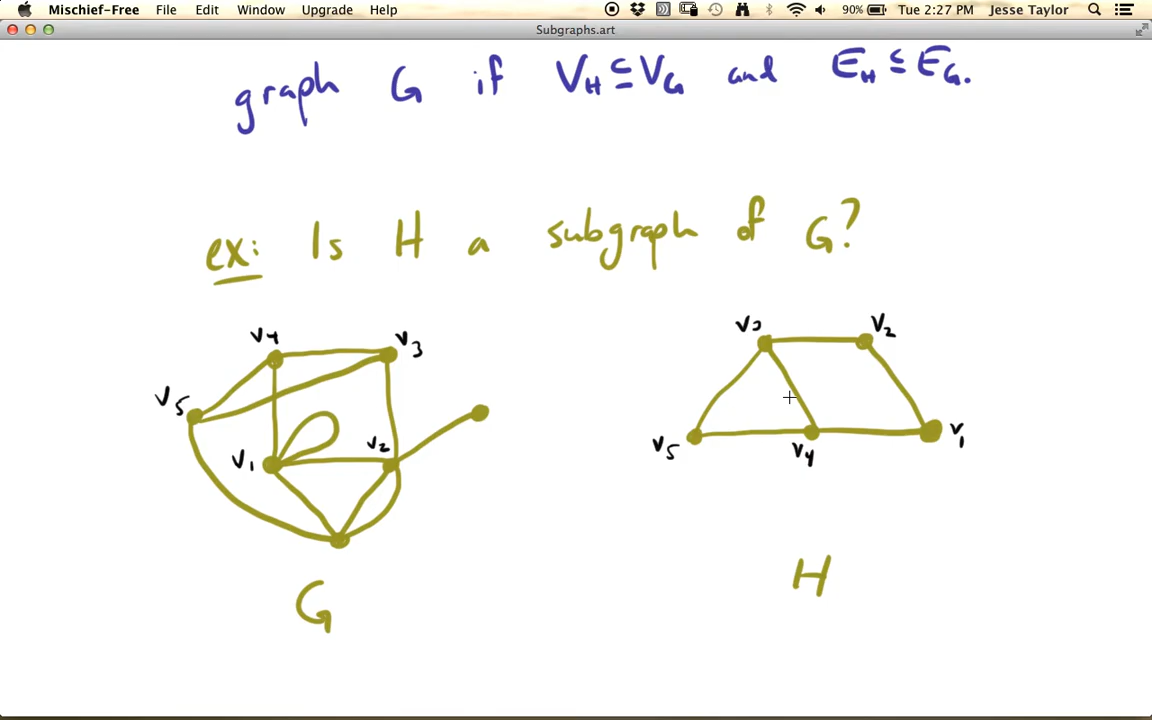 Mischief-Free File Edit Window Upgrade Help 90% Tue 2:27 PM Jesse Taylor
Subgraphs.art
graph G if V_H ⊆ V_G and E_H ⊆ E_G.
ex: Is H a subgraph of G?
V4 V3
V5
V1 V2
G
V3 V2
V5 V4 V1
H